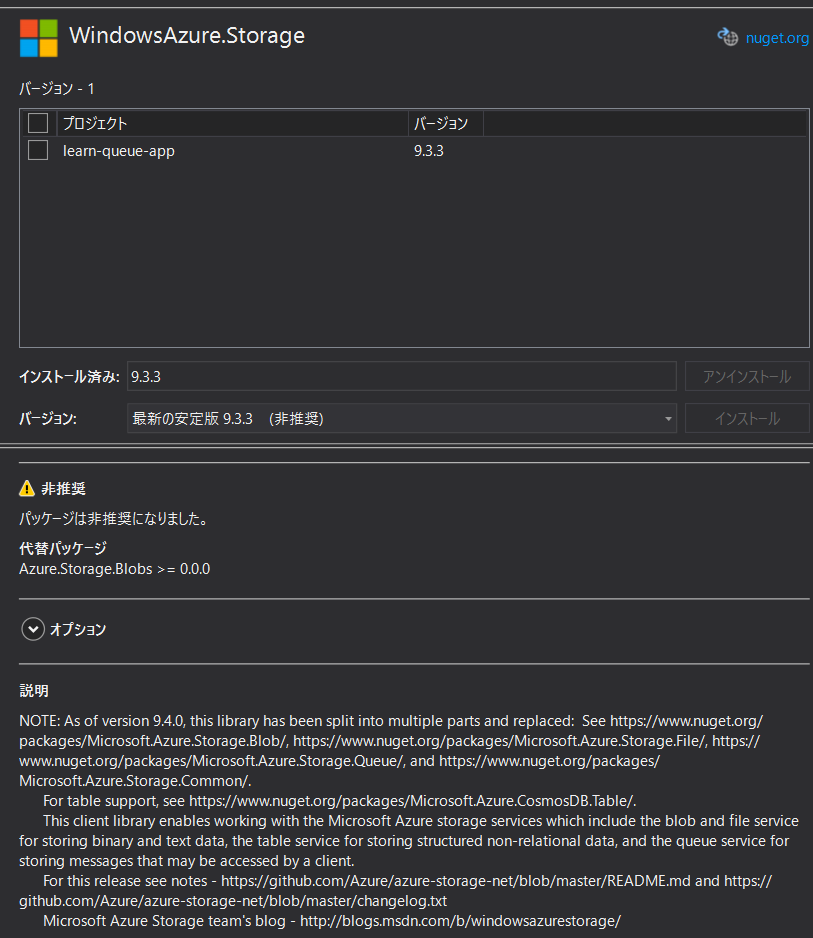 WindowsAzure.Storage
nuget.org
バージョン - 1
プロジェクト バージョン
learn-queue-app 9.3.3
インストール済み: 9.3.3 アンインストール
バージョン: 最新の安定版 9.3.3 (非推奨) インストール
非推奨
パッケージは非推奨になりました。
代替パッケージ
Azure.Storage.Blobs >= 0.0.0
オプション
説明
NOTE: As of version 9.4.0, this library has been split into multiple parts and replaced: See https://www.nuget.org/
packages/Microsoft.Azure.Storage.Blob/, https://www.nuget.org/packages/Microsoft.Azure.Storage.File/, https://
www.nuget.org/packages/Microsoft.Azure.Storage.Queue/, and https://www.nuget.org/packages/
Microsoft.Azure.Storage.Common/.
For table support, see https://www.nuget.org/packages/Microsoft.Azure.CosmosDB.Table/.
This client library enables working with the Microsoft Azure storage services which include the blob and file service
for storing binary and text data, the table service for storing structured non-relational data, and the queue service for
storing messages that may be accessed by a client.
For this release see notes - https://github.com/Azure/azure-storage-net/blob/master/README.md and https://
github.com/Azure/azure-storage-net/blob/master/changelog.txt
Microsoft Azure Storage team's blog - http://blogs.msdn.com/b/windowsazurestorage/